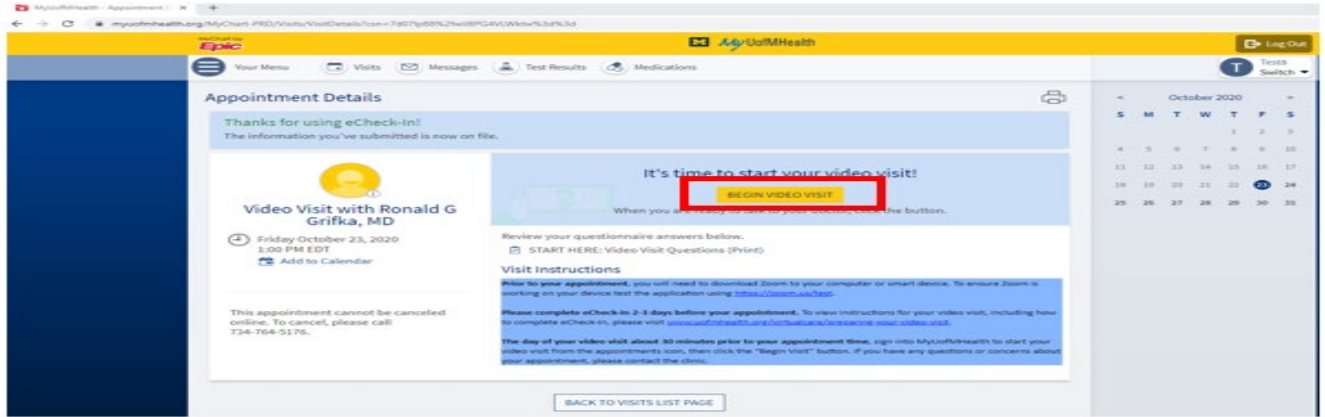 MyUofMHealth - Appointment
myuofmhealth.org/MyChart-PRD/Visits/VisitDetails?csn=
MyChart by
Epic
M MyUofMHealth
Log Out
Your Menu Visits Messages Test Results Medications
T Testa
Switch
Appointment Details
Thanks for using eCheck-In!
The information you've submitted is now on file.
Video Visit with Ronald G
Grifka, MD
Friday October 23, 2020
1:00 PM EDT
Add to Calendar
This appointment cannot be canceled
online. To cancel, please call
734-764-5176.
It's time to start your video visit!
BEGIN VIDEO VISIT
When you are ready to talk to your doctor, click the button.
Review your questionnaire answers below.
START HERE: Video Visit Questions (Print)
Visit Instructions
Prior to your appointment, you will need to download Zoom to your computer or smart device. To ensure Zoom is
working on your device test the application using https://zoom.us/test.
Please complete eCheck-in 2-3 days before your appointment. To view instructions for your video visit, including how
to complete eCheck-in, please visit www.uofmhealth.org/virtualcare/preparing-your-video-visit.
The day of your video visit about 30 minutes prior to your appointment time, sign into MyUofMHealth to start your
video visit from the appointments icon, then click the "Begin Visit" button. If you have any questions or concerns about
your appointment, please contact the clinic.
BACK TO VISITS LIST PAGE
« October 2020 »
S M T W T F S
1 2 3
4 5 6 7 8 9 10
11 12 13 14 15 16 17
18 19 20 21 22 23 24
25 26 27 28 29 30 31